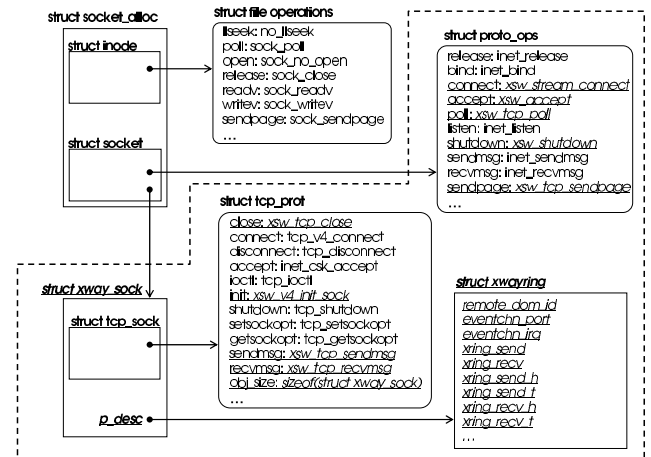 struct socket_alloc
struct inode
struct socket
struct file operations
llseek: no_llseek
poll: sock_poll
open: sock_no_open
release: sock_close
readv: sock_readv
writev: sock_writev
sendpage: sock_sendpage
...
struct proto_ops
release: inet_release
bind: inet_bind
connect: xsw_stream_connect
accept: xsw_accept
poll: xsw_tcp_poll
listen: inet_listen
shutdown: xsw_shutdown
sendmsg: inet_sendmsg
recvmsg: inet_recvmsg
sendpage: xsw_tcp_sendpage
...
struct tcp_prot
close: xsw_tcp_close
connect: tcp_v4_connect
disconnect: tcp_disconnect
accept: inet_csk_accept
ioctl: tcp_ioctl
init: xsw_v4_init_sock
shutdown: tcp_shutdown
setsockopt: tcp_setsockopt
getsockopt: tcp_getsockopt
sendmsg: xsw_tcp_sendmsg
recvmsg: xsw_tcp_recvmsg
obj_size: sizeof(struct xway_sock)
...
struct xway_sock
struct tcp_sock
p_desc
struct xwayring
remote_dom_id
eventchn_port
eventchn_irq
xring_send
xring_recv
xring_send_h
xring_send_t
xring_recv_h
xring_recv_t
...